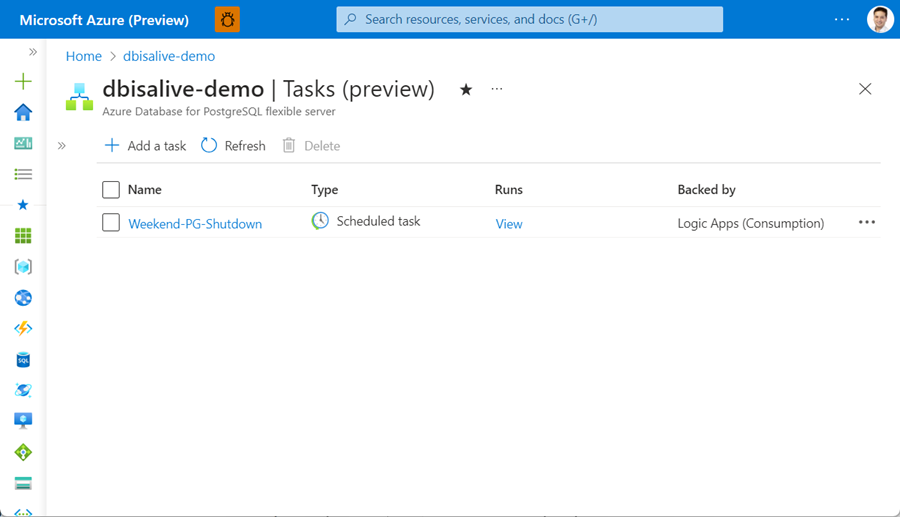 Microsoft Azure (Preview)
Search resources, services, and docs (G+/)
Home > dbisalive-demo
dbisalive-demo | Tasks (preview)
Azure Database for PostgreSQL flexible server
Add a task Refresh Delete
Name Type Runs Backed by
Weekend-PG-Shutdown Scheduled task View Logic Apps (Consumption)
SQL